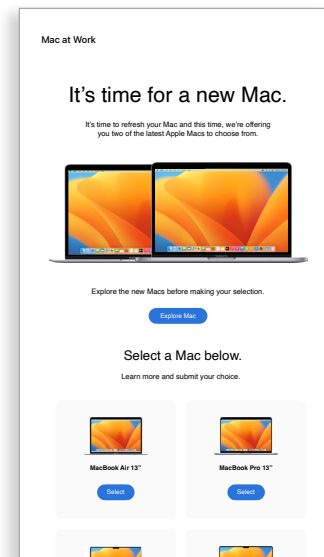 Mac at Work
It’s time for a new Mac.
It’s time to refresh your Mac and this time, we’re offering
you two of the latest Apple Macs to choose from.
Explore the new Macs before making your selection.
Explore Mac
Select a Mac below.
Learn more and submit your choice.
MacBook Air 13”
MacBook Pro 13”
Select
Select